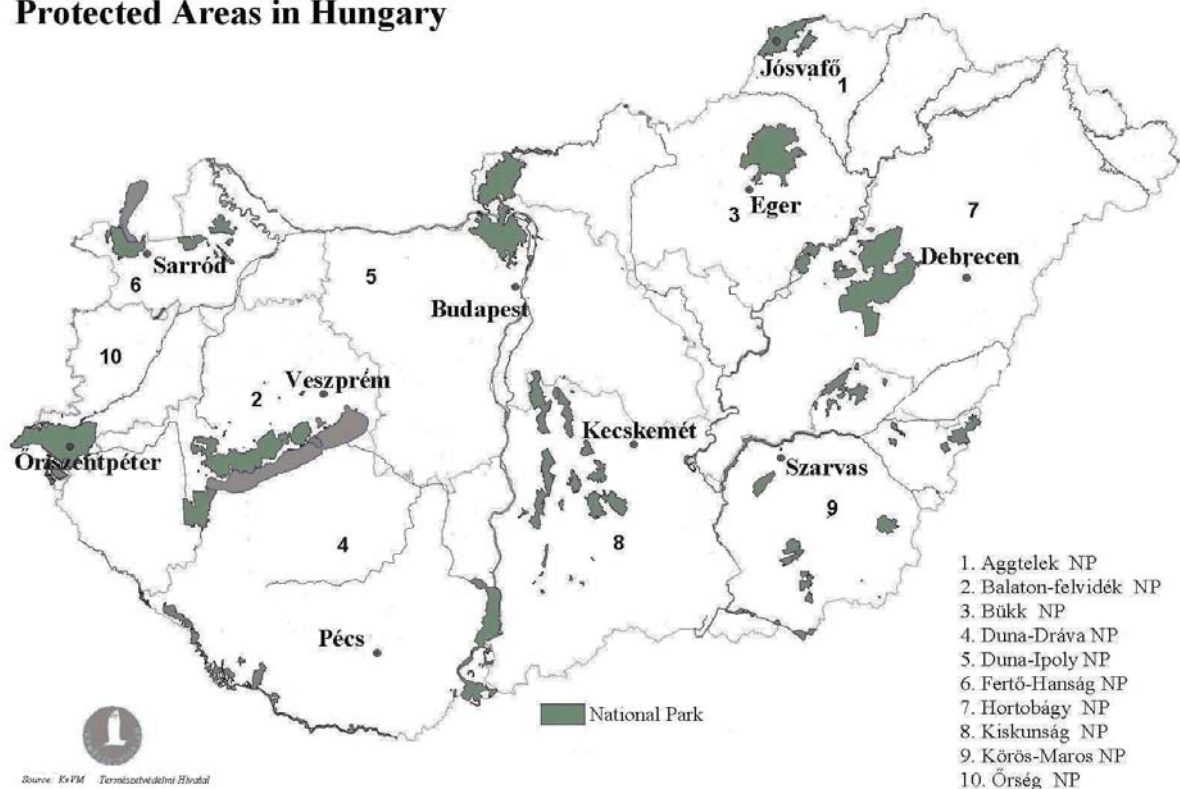 Protected Areas in Hungary
Jósvafő
1
3 Eger
7
Debrecen
Sarród
6
5
Budapest
10
Veszprém
2
Kecskemét
Őriszentpéter
Szarvas
9
4
8
Pécs
National Park
1. Aggtelek NP
2. Balaton-felvidék NP
3. Bükk NP
4. Duna-Dráva NP
5. Duna-Ipoly NP
6. Fertő-Hanság NP
7. Hortobágy NP
8. Kiskunság NP
9. Körös-Maros NP
10. Őrség NP
Source: KvVM Természetvédelmi Hivatal